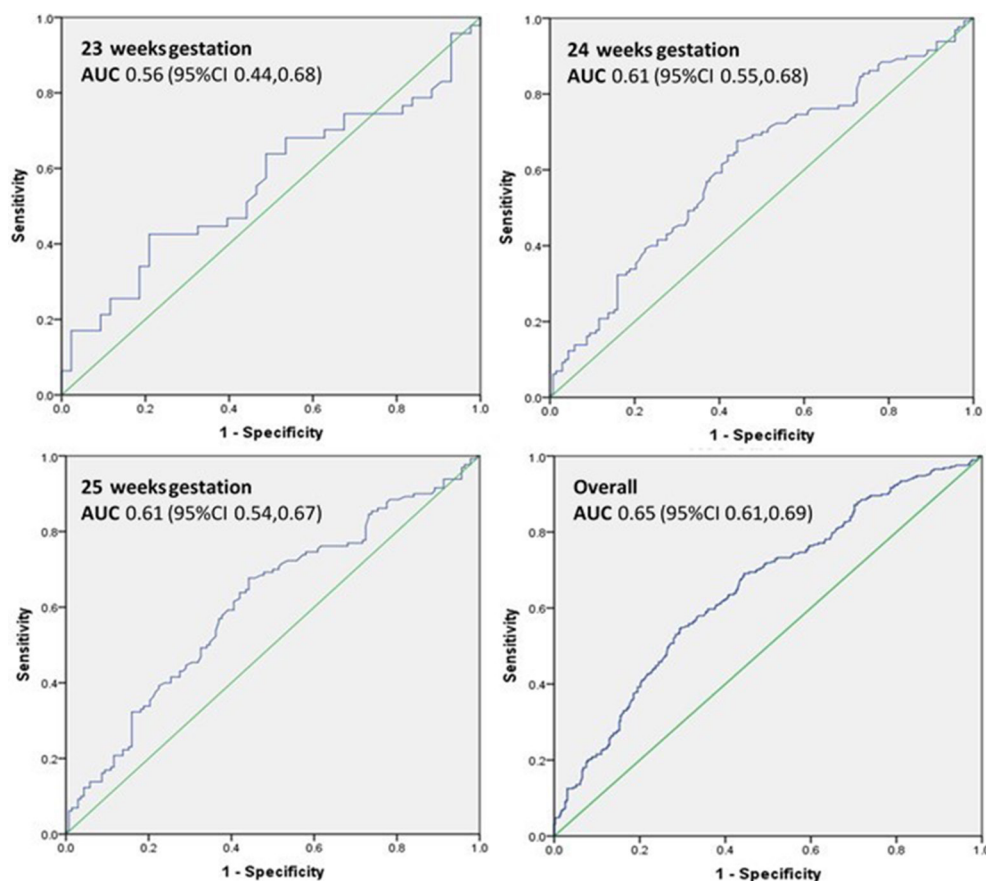 23 weeks gestation
AUC 0.56 (95%CI 0.44,0.68)
Sensitivity
1.0
0.8
0.6
0.4
0.2
0.0
0.0 0.2 0.4 0.6 0.8 1.0
1 - Specificity
24 weeks gestation
AUC 0.61 (95%CI 0.55,0.68)
Sensitivity
1.0
0.8
0.6
0.4
0.2
0.0
0.0 0.2 0.4 0.6 0.8 1.0
1 - Specificity
25 weeks gestation
AUC 0.61 (95%CI 0.54,0.67)
Sensitivity
1.0
0.8
0.6
0.4
0.2
0.0
0.0 0.2 0.4 0.6 0.8 1.0
1 - Specificity
Overall
AUC 0.65 (95%CI 0.61,0.69)
Sensitivity
1.0
0.8
0.6
0.4
0.2
0.0
0.0 0.2 0.4 0.6 0.8 1.0
1 - Specificity